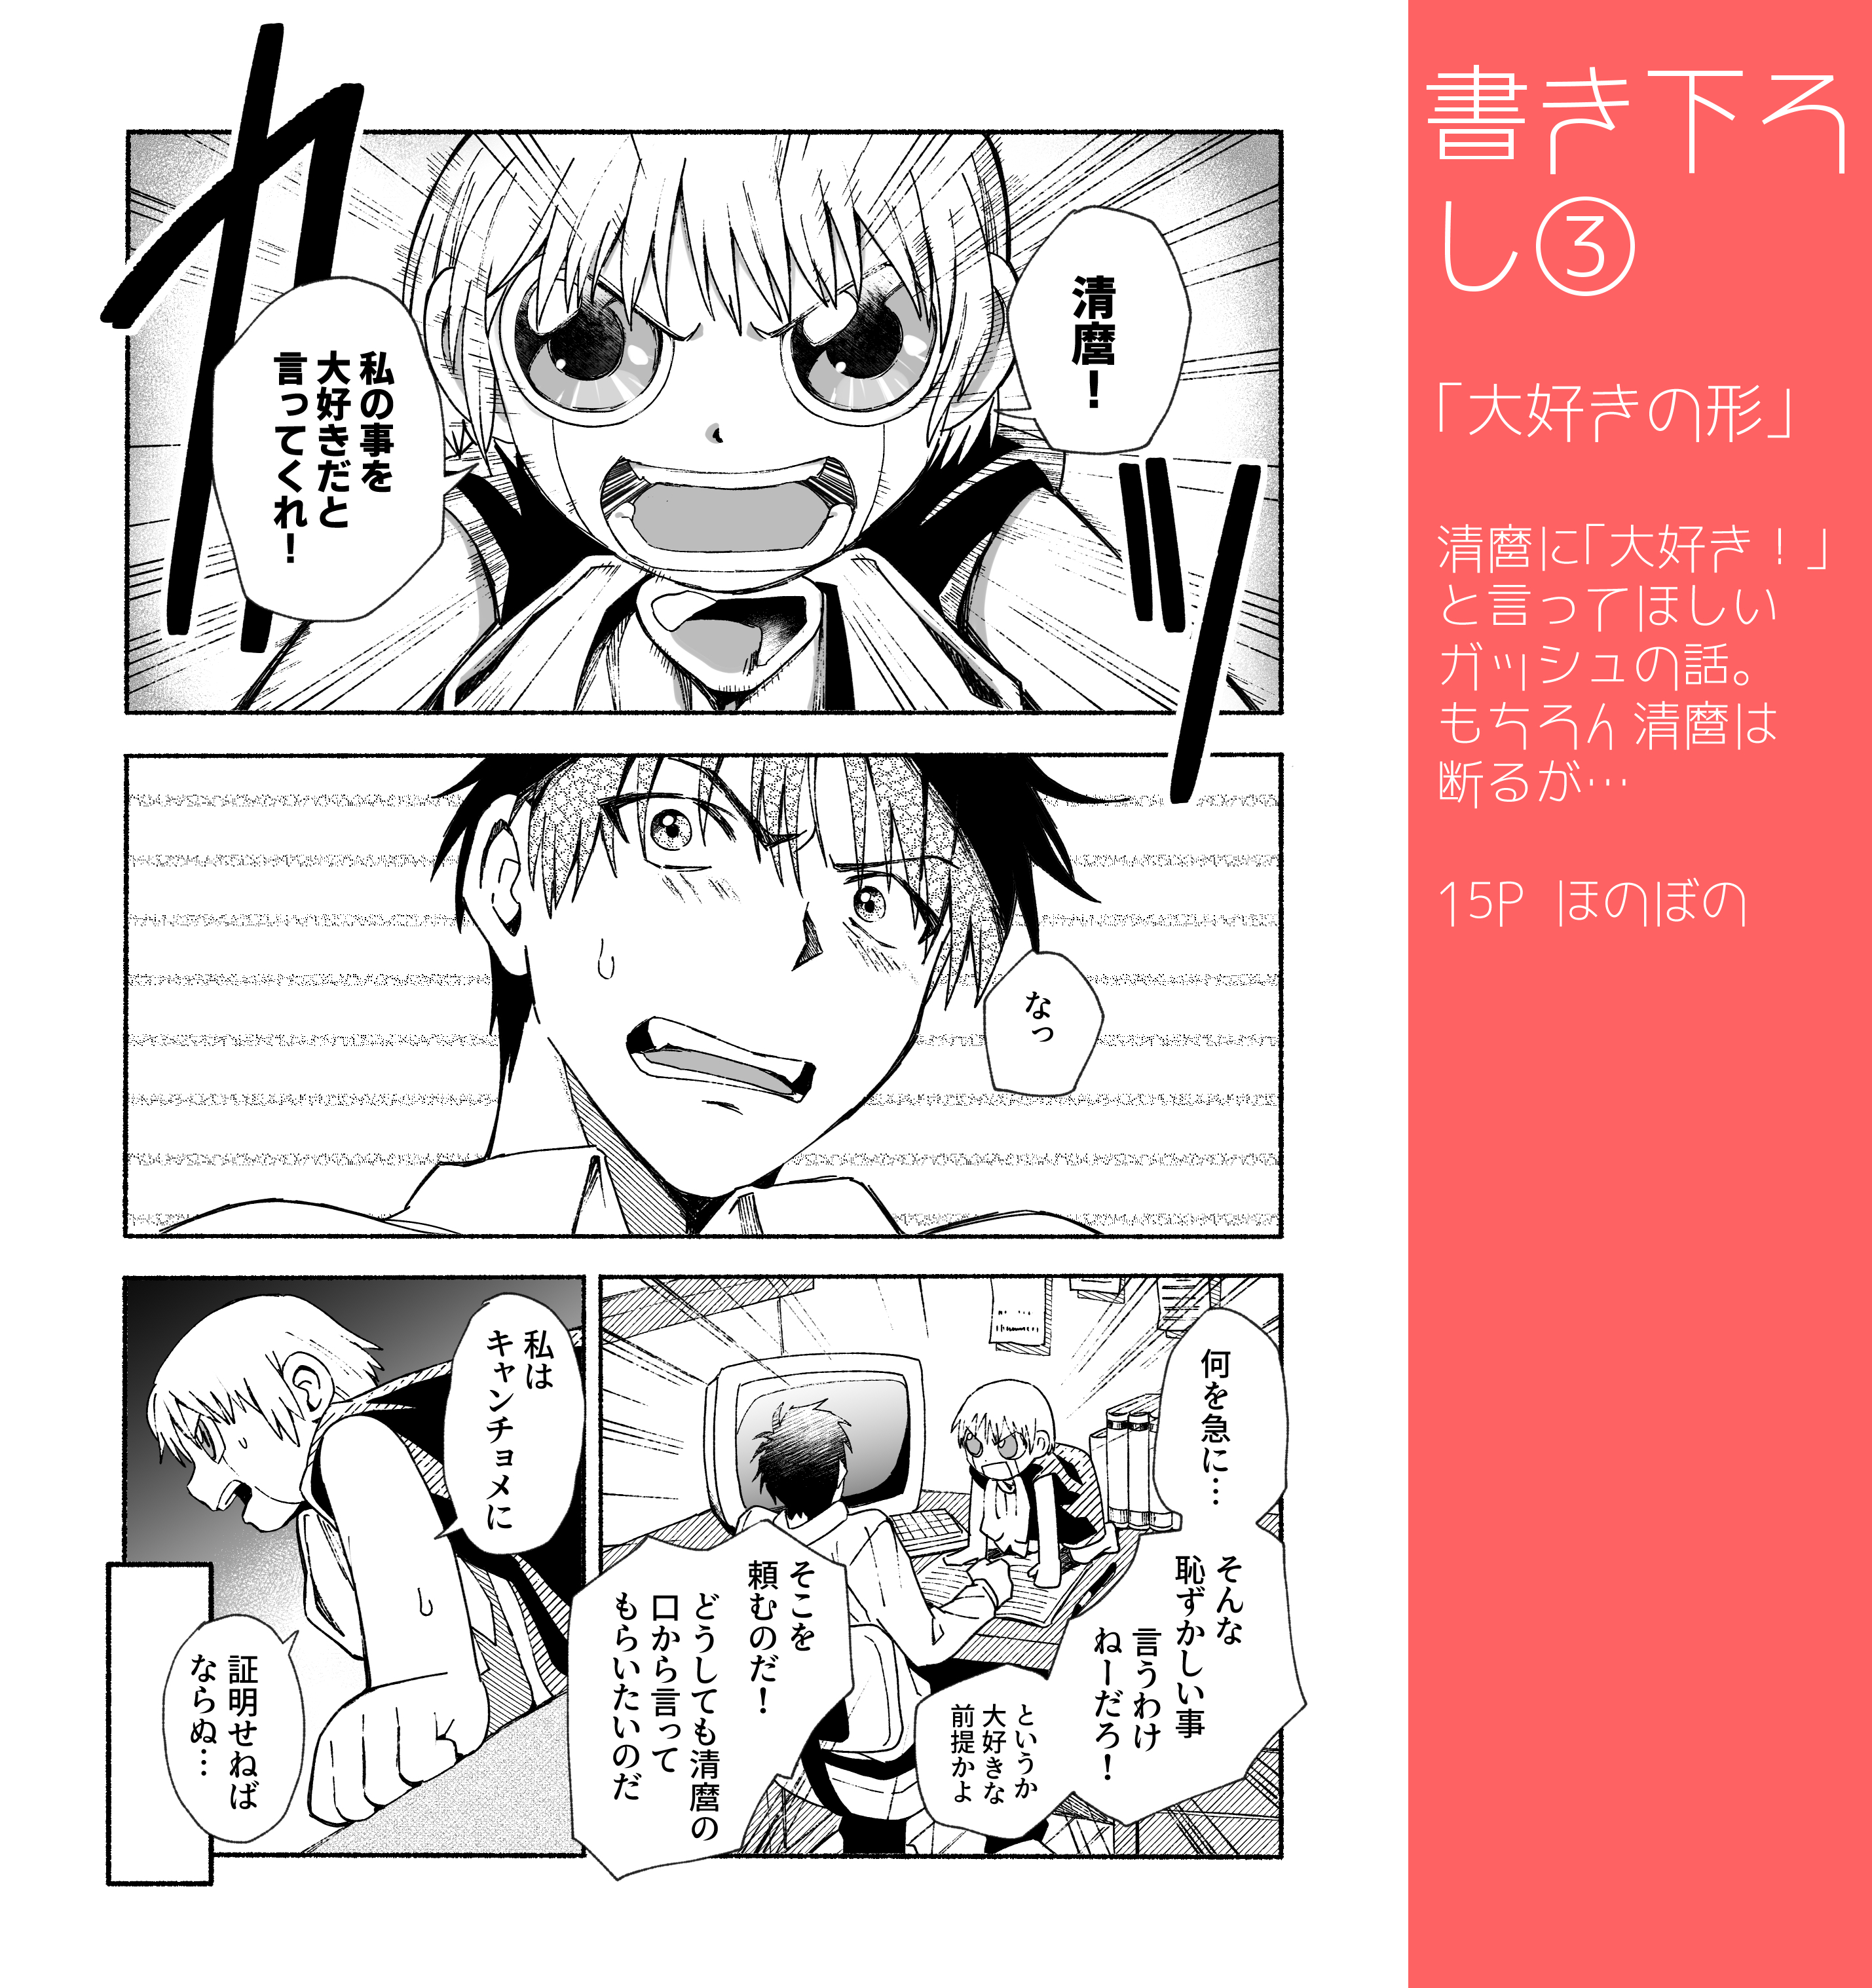 書き下ろ
し③
「大好きの形」
清麿に「大好き!」
と言ってほしい
ガッシュの話。
もちろん清麿は
断るが…
15P ほのぼの
清麿!
私の事を
大好きだと
言ってくれ!
カッ
なっ
何を急に…
そんな
恥ずかしい事
言うわけ
ねーだろ!
というか
大好きな
前提かよ
そこを
頼むのだ!
どうしても清麿の
口から言って
もらいたいのだ
私は
キャンチョメに
証明せねば
ならぬ…